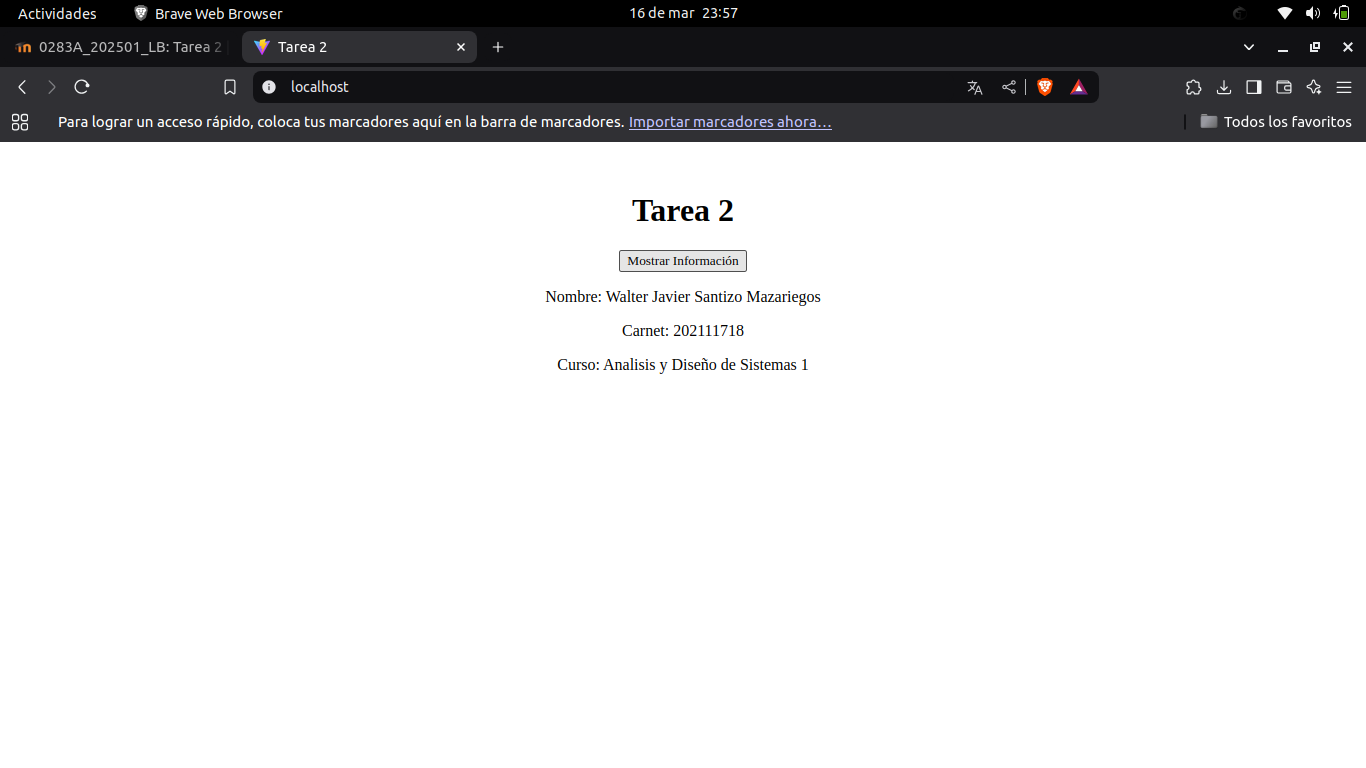 Actividades
Brave Web Browser
16 de mar 23:57
0283A_202501_LB: Tarea 2
Tarea 2
localhost
Para lograr un acceso rápido, coloca tus marcadores aquí en la barra de marcadores. Importar marcadores ahora…
Todos los favoritos
Tarea 2
Mostrar Información
Nombre: Walter Javier Santizo Mazariegos
Carnet: 202111718
Curso: Analisis y Diseño de Sistemas 1